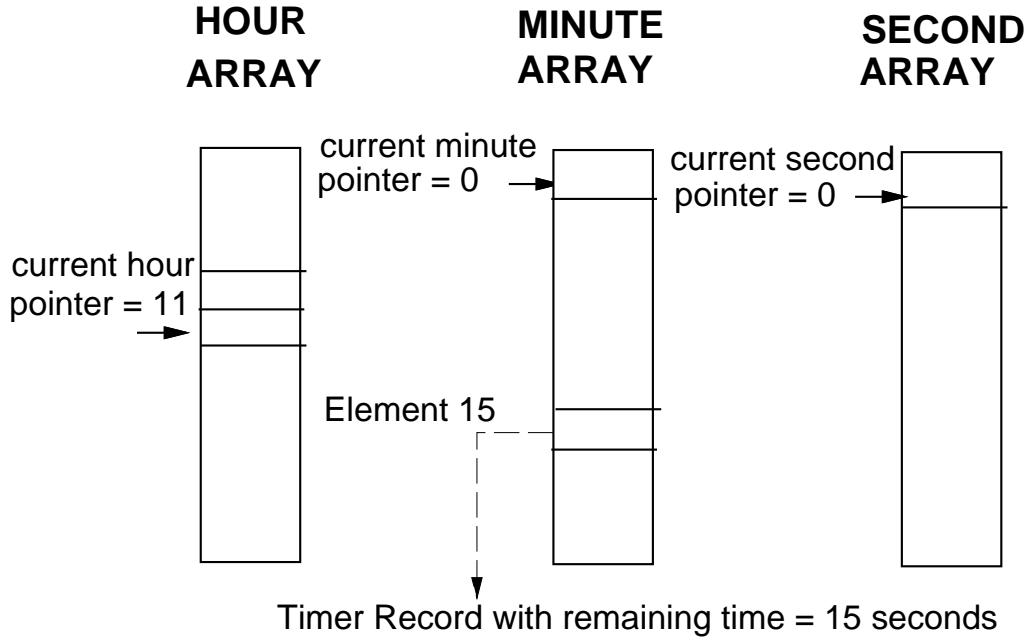 HOUR
ARRAY
MINUTE
ARRAY
SECOND
ARRAY
current minute
pointer = 0
current second
pointer = 0
current hour
pointer = 11
Element 15
Timer Record with remaining time = 15 seconds